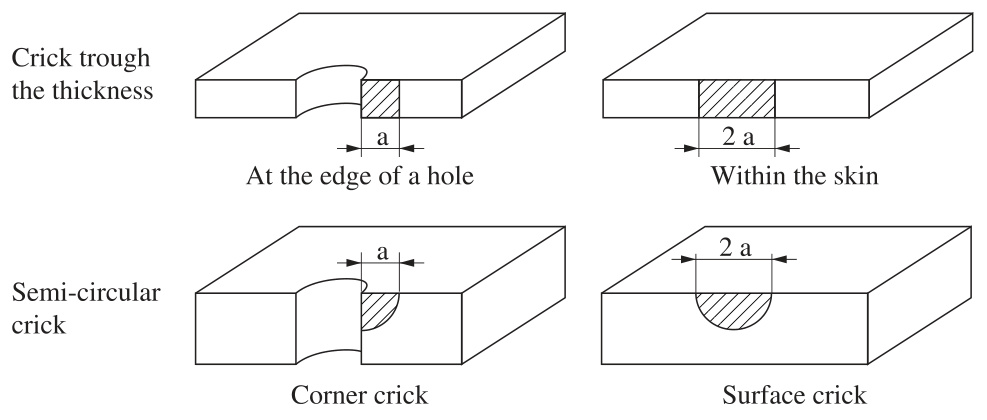 Crick trough
the thickness
a
2 a
At the edge of a hole
Within the skin
a
2 a
Semi-circular
crick
Corner crick
Surface crick